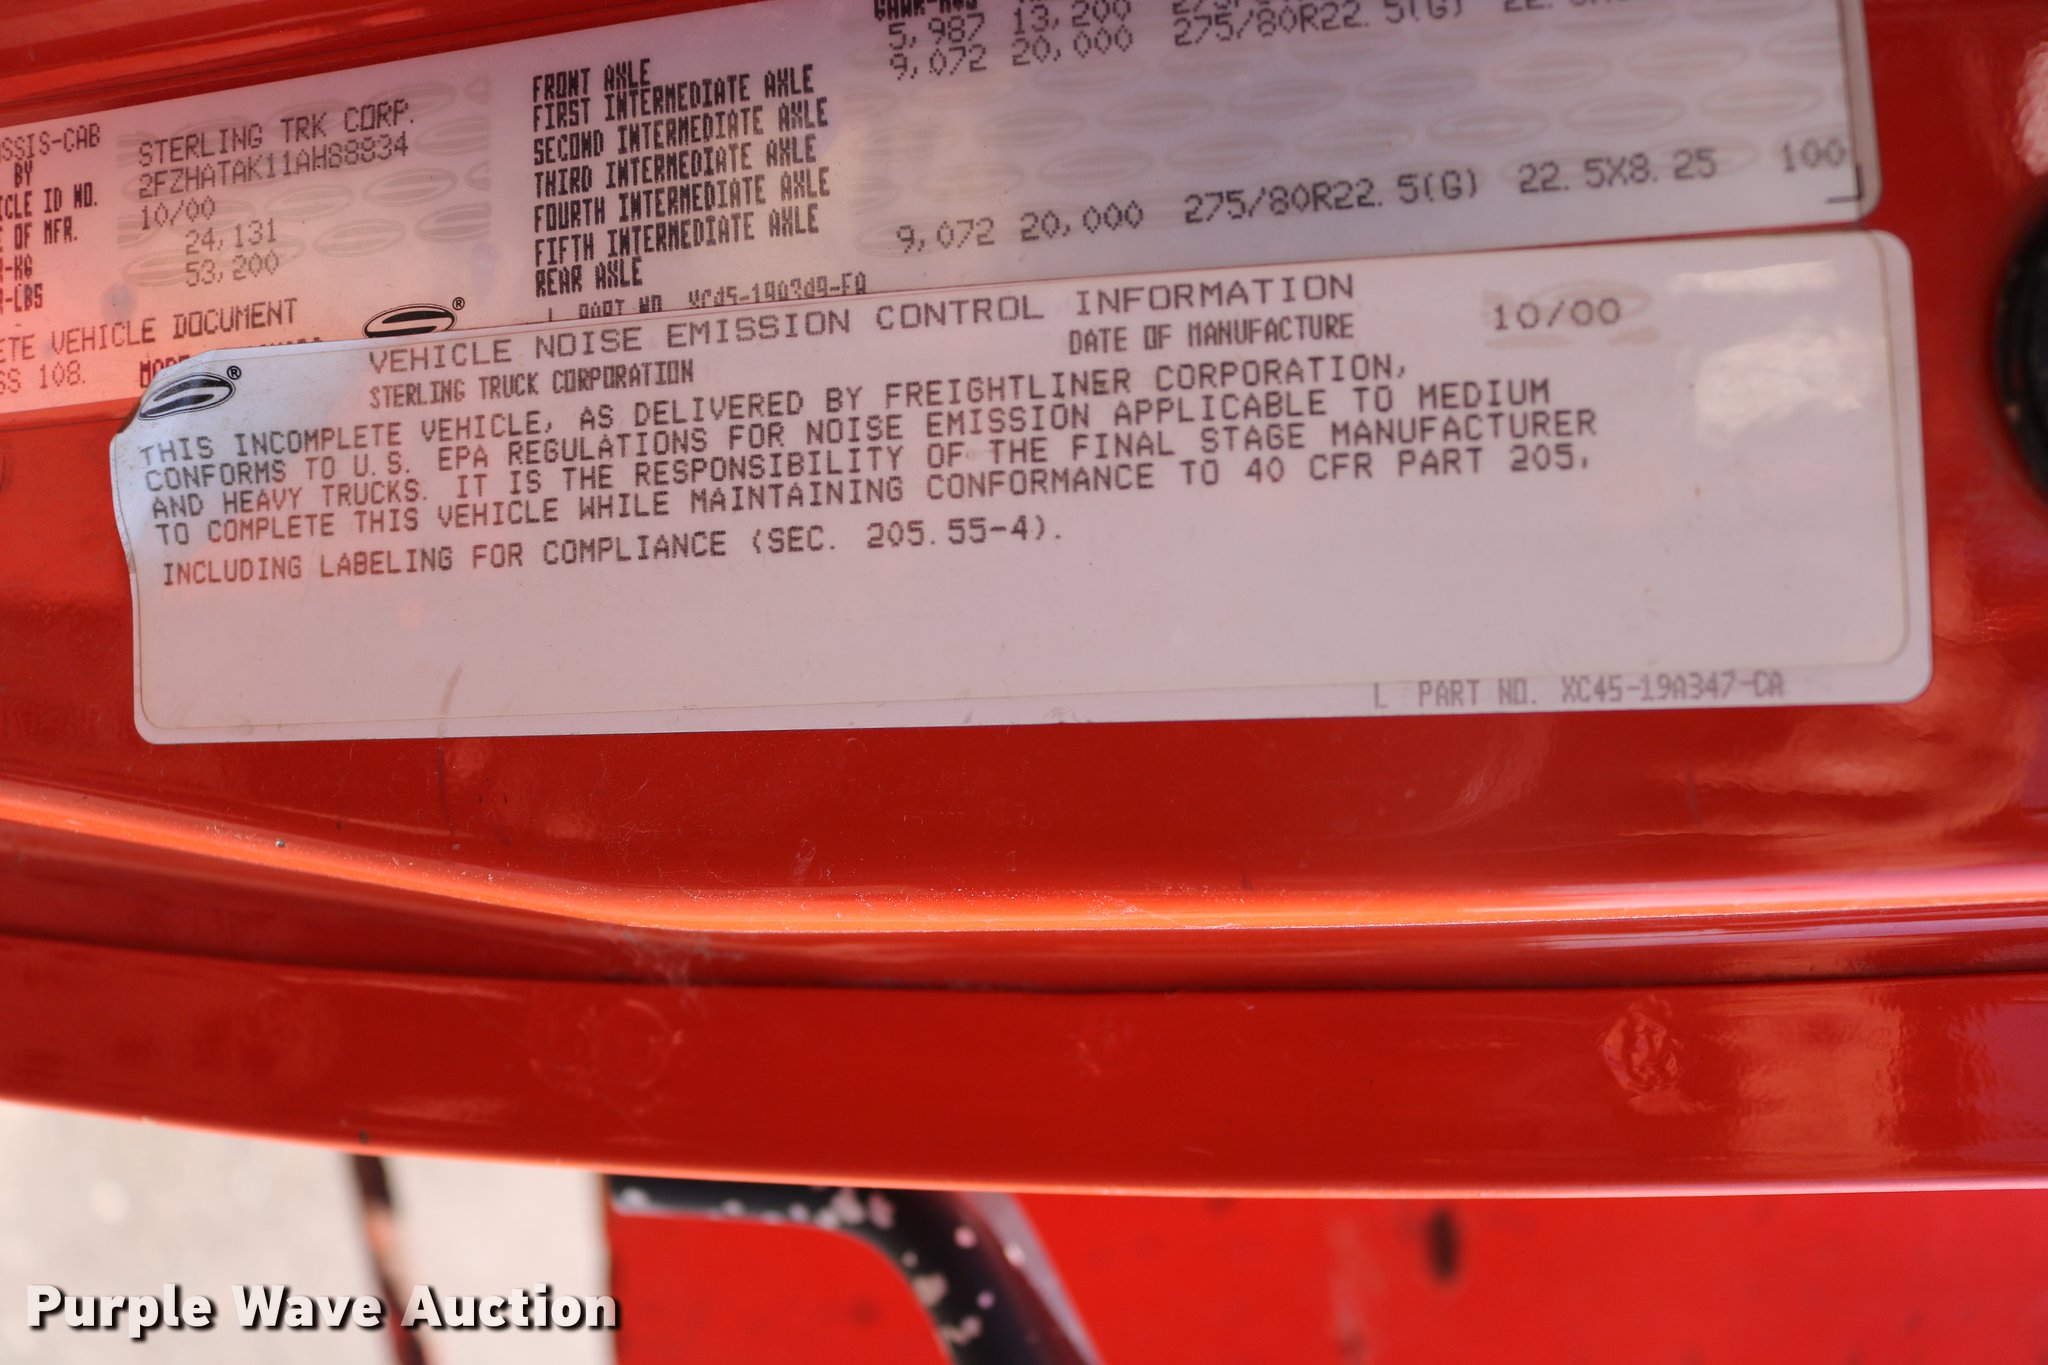 GAWR-KGS
5,987 13,200
9,072 20,000 275/80R22.5(G)
SSIS-CAB STERLING TRK CORP.
BY 2FZHATAK11AH88834
ICLE ID NO.
OF MFR. 10/00
-KG 24,131
-LBS 53,200
ETE VEHICLE DOCUMENT
SS 108.
®
FRONT AXLE
FIRST INTERMEDIATE AXLE
SECOND INTERMEDIATE AXLE
THIRD INTERMEDIATE AXLE
FOURTH INTERMEDIATE AXLE
FIFTH INTERMEDIATE AXLE
REAR AXLE 9,072 20,000 275/80R22.5(G) 22.5X8.25 100
L PART NO.
®
VEHICLE NOISE EMISSION CONTROL INFORMATION
STERLING TRUCK CORPORATION DATE OF MANUFACTURE 10/00
THIS INCOMPLETE VEHICLE, AS DELIVERED BY FREIGHTLINER CORPORATION,
CONFORMS TO U.S. EPA REGULATIONS FOR NOISE EMISSION APPLICABLE TO MEDIUM
AND HEAVY TRUCKS. IT IS THE RESPONSIBILITY OF THE FINAL STAGE MANUFACTURER
TO COMPLETE THIS VEHICLE WHILE MAINTAINING CONFORMANCE TO 40 CFR PART 205,
INCLUDING LABELING FOR COMPLIANCE (SEC. 205.55-4).
L PART NO. XC45-19A347-CA
Purple Wave Auction